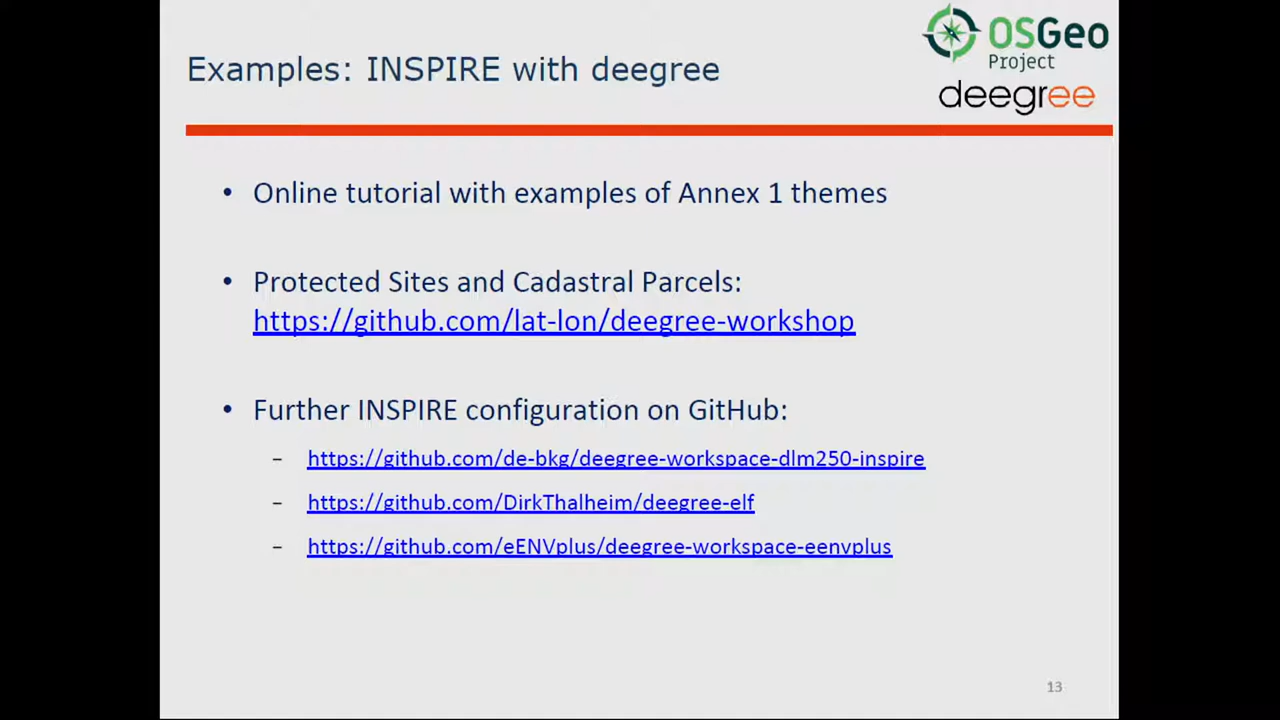 OSGeo
Project
deegree
Examples: INSPIRE with deegree
• Online tutorial with examples of Annex 1 themes
• Protected Sites and Cadastral Parcels:
https://github.com/lat-lon/deegree-workshop
• Further INSPIRE configuration on GitHub:
– https://github.com/de-bkg/deegree-workspace-dlm250-inspire
– https://github.com/DirkThalheim/deegree-elf
– https://github.com/eENVplus/deegree-workspace-eenvplus
13